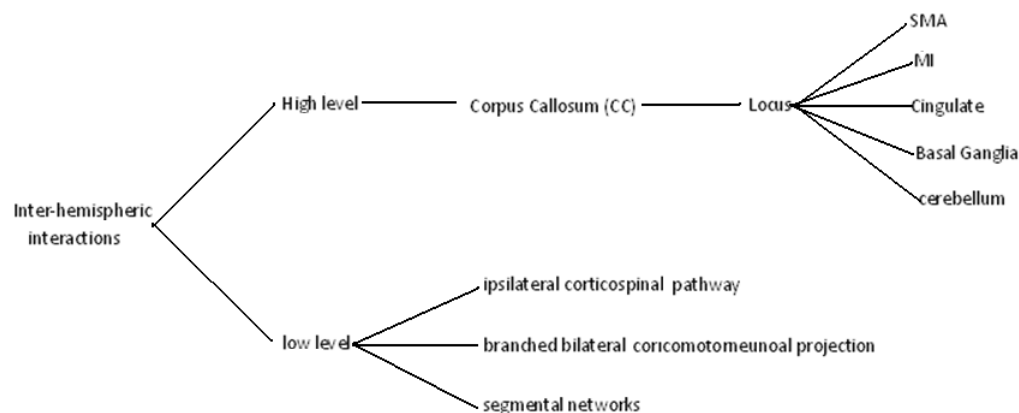 SMA
MI
High level
Corpus Callosum (CC)
Locus
Cingulate
Basal Ganglia
cerebellum
Inter-hemispheric
interactions
ipsilateral corticospinal pathway
low level
branched bilateral coricomotorneunoal projection
segmental networks